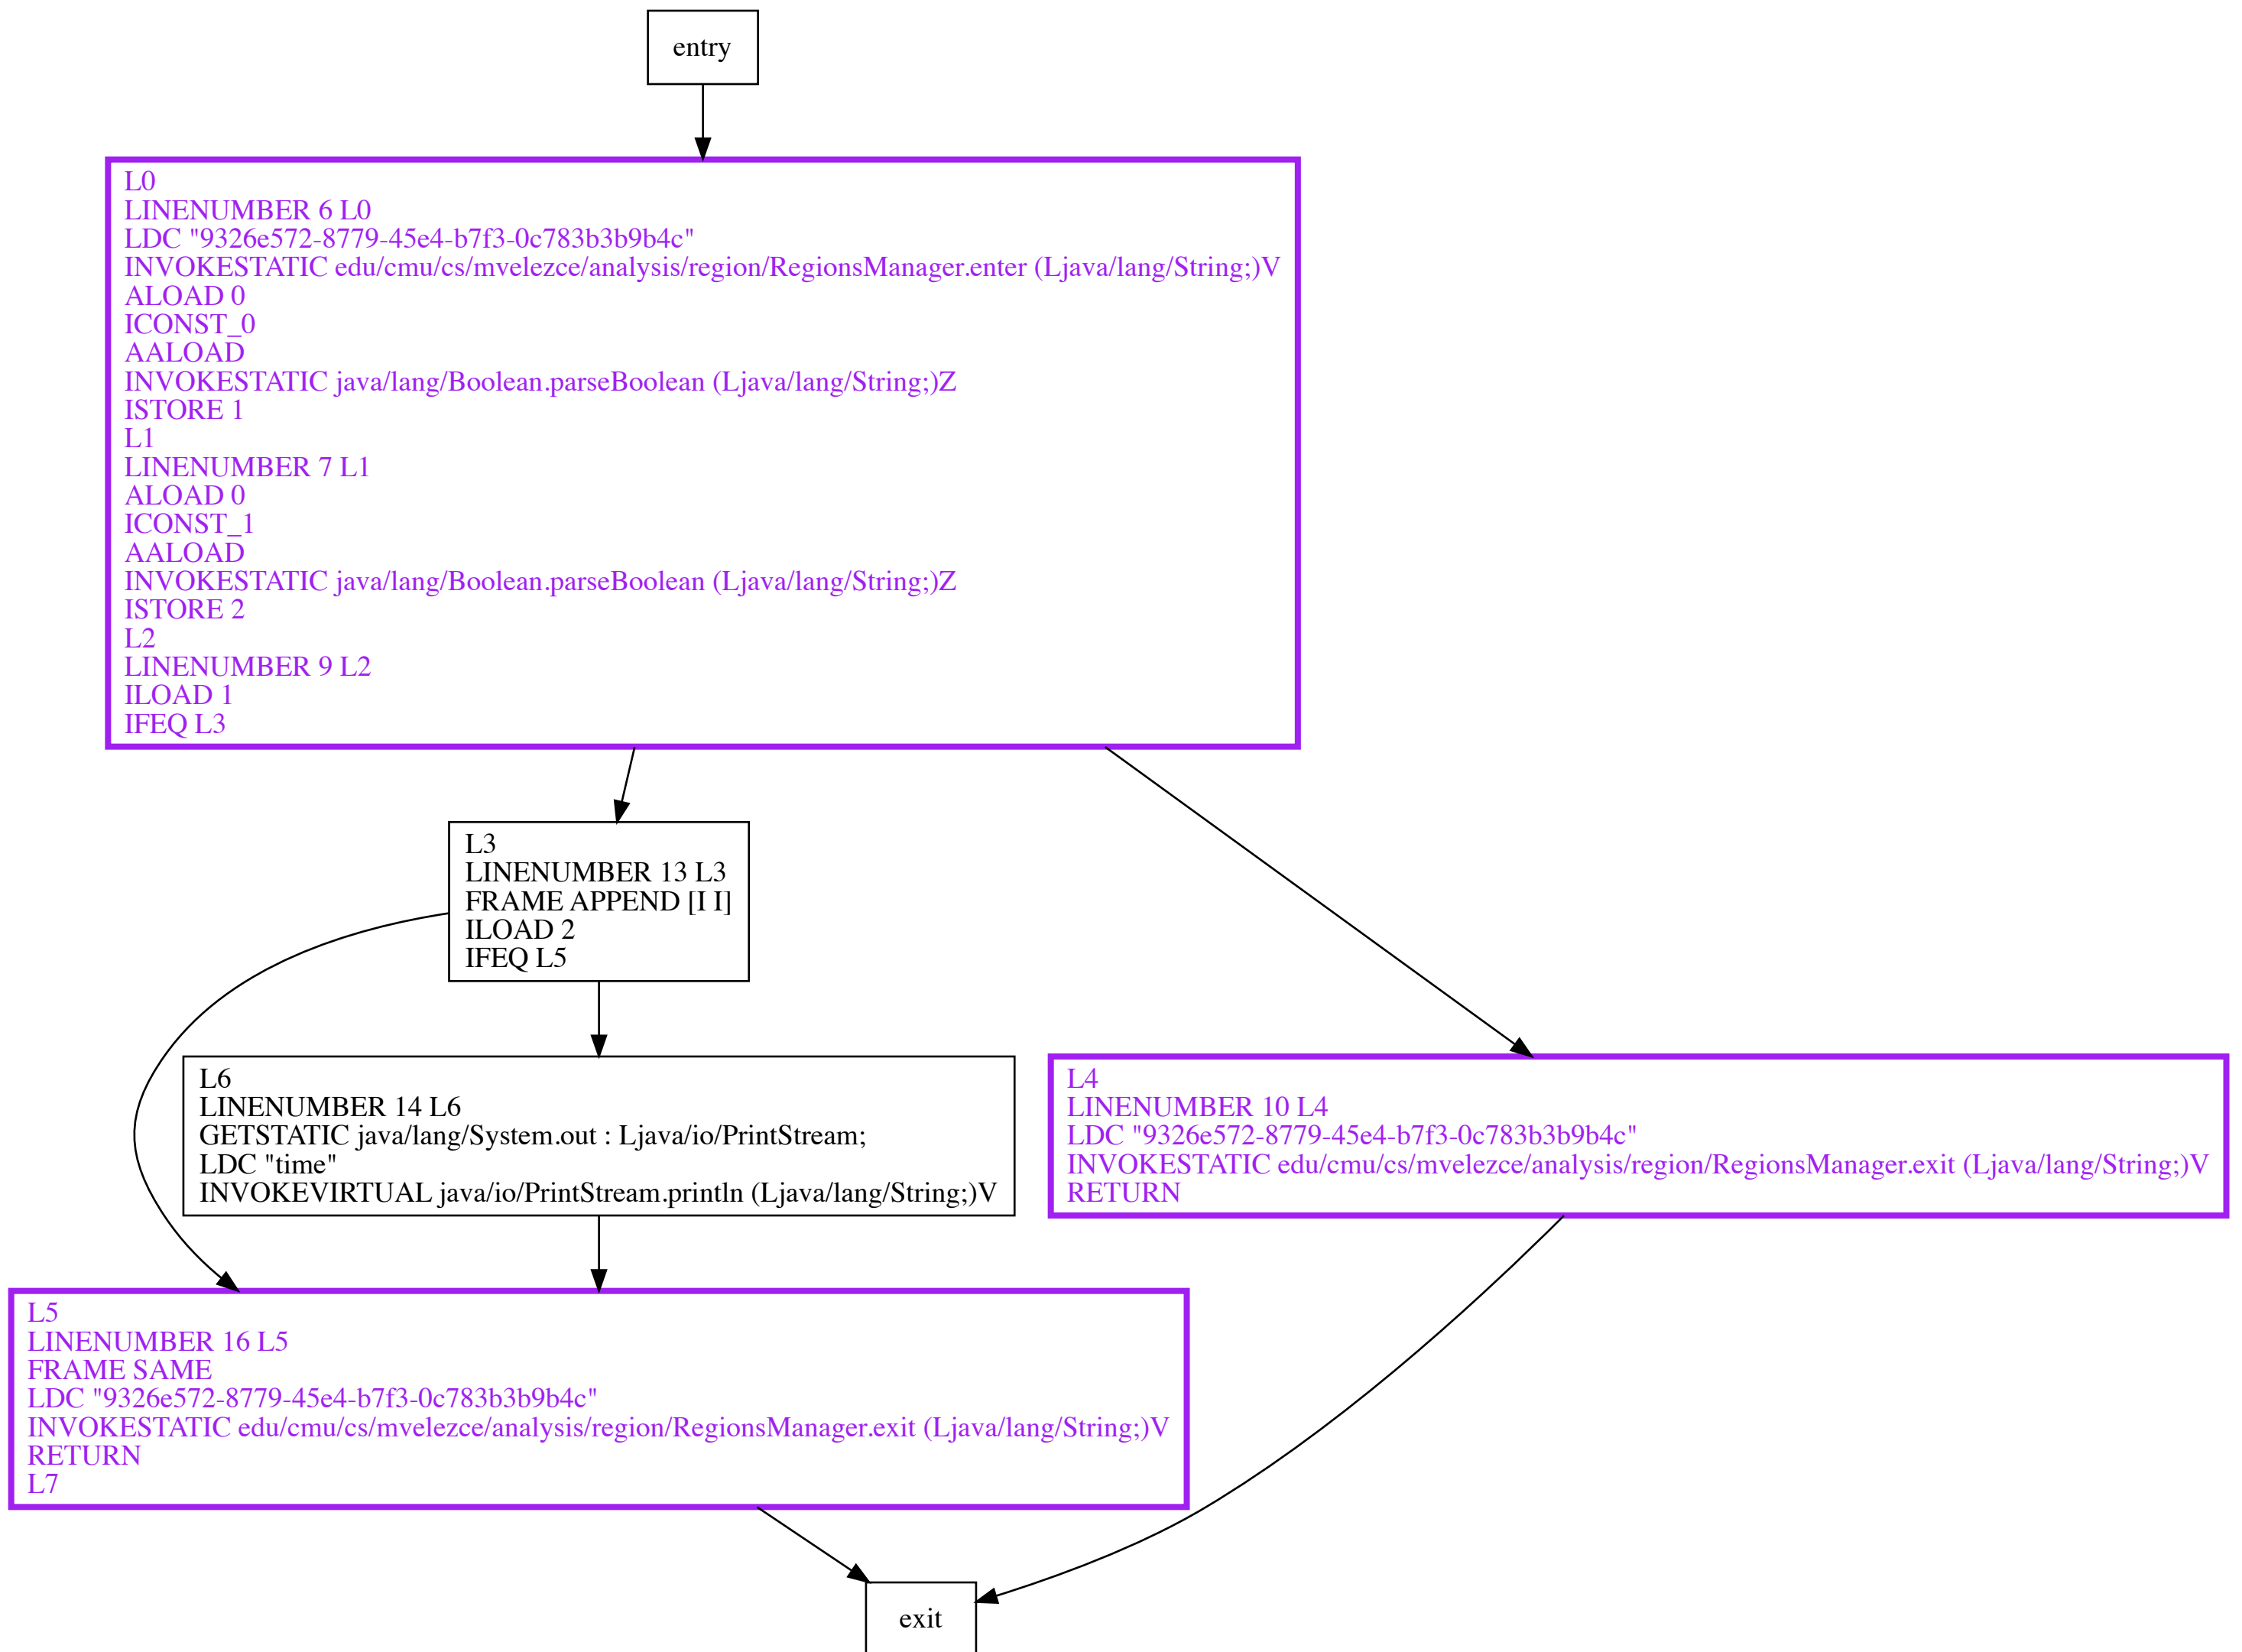 entry
L0
LINENUMBER 6 L0
LDC "9326e572-8779-45e4-b7f3-0c783b3b9b4c"
INVOKESTATIC edu/cmu/cs/mvelezce/analysis/region/RegionsManager.enter (Ljava/lang/String;)V
ALOAD 0
ICONST_0
AALOAD
INVOKESTATIC java/lang/Boolean.parseBoolean (Ljava/lang/String;)Z
ISTORE 1
L1
LINENUMBER 7 L1
ALOAD 0
ICONST_1
AALOAD
INVOKESTATIC java/lang/Boolean.parseBoolean (Ljava/lang/String;)Z
ISTORE 2
L2
LINENUMBER 9 L2
ILOAD 1
IFEQ L3
L3
LINENUMBER 13 L3
FRAME APPEND [I I]
ILOAD 2
IFEQ L5
L6
LINENUMBER 14 L6
GETSTATIC java/lang/System.out : Ljava/io/PrintStream;
LDC "time"
INVOKEVIRTUAL java/io/PrintStream.println (Ljava/lang/String;)V
L4
LINENUMBER 10 L4
LDC "9326e572-8779-45e4-b7f3-0c783b3b9b4c"
INVOKESTATIC edu/cmu/cs/mvelezce/analysis/region/RegionsManager.exit (Ljava/lang/String;)V
RETURN
L5
LINENUMBER 16 L5
FRAME SAME
LDC "9326e572-8779-45e4-b7f3-0c783b3b9b4c"
INVOKESTATIC edu/cmu/cs/mvelezce/analysis/region/RegionsManager.exit (Ljava/lang/String;)V
RETURN
L7
exit